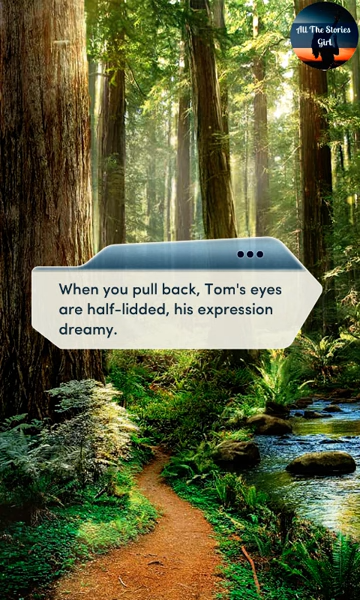 All The Stories
Girl
When you pull back, Tom's eyes
are half-lidded, his expression
dreamy.